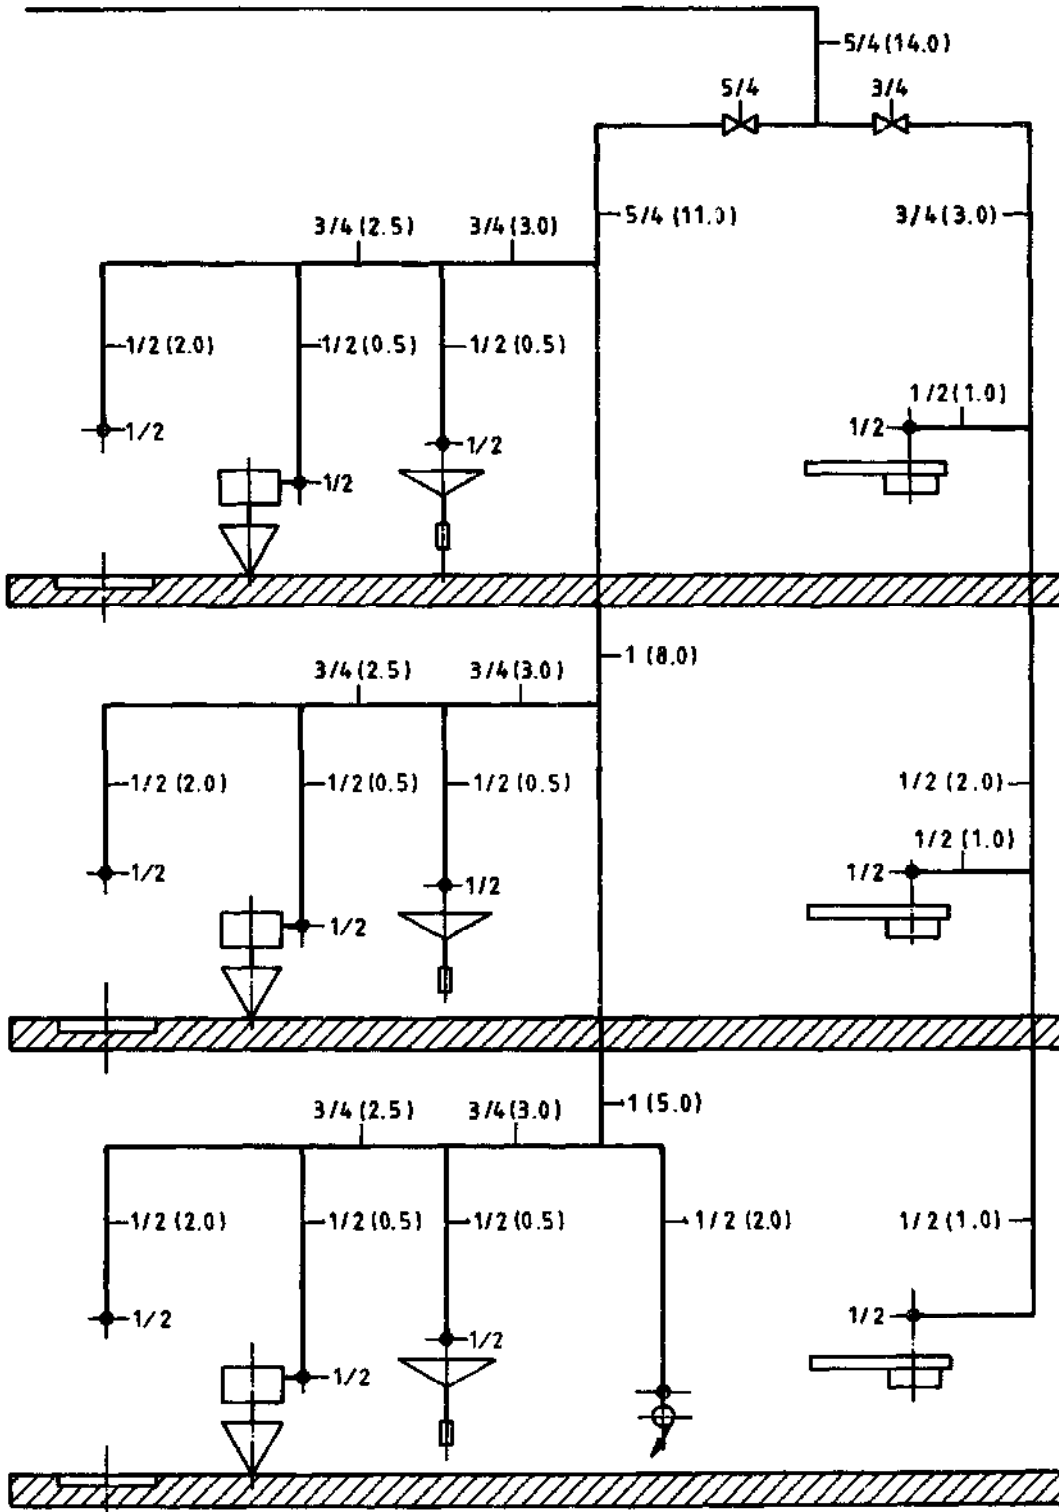 5/4 (14.0)
5/4 3/4
3/4 (2.5) 3/4 (3.0) 5/4 (11.0) 3/4 (3.0)
1/2 (2.0) 1/2 (0.5) 1/2 (0.5)
1/2 (1.0)
1/2 1/2 1/2
1/2
3/4 (2.5) 3/4 (3.0) 1 (8.0)
1/2 (2.0) 1/2 (0.5) 1/2 (0.5) 1/2 (2.0)
1/2 (1.0)
1/2 1/2 1/2
1/2
3/4 (2.5) 3/4 (3.0) 1 (5.0)
1/2 (2.0) 1/2 (0.5) 1/2 (0.5) 1/2 (2.0) 1/2 (1.0)
1/2 1/2 1/2
1/2